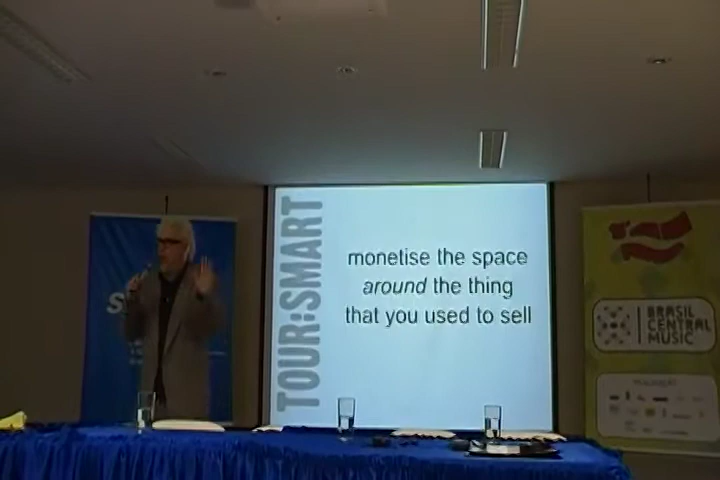 TOUR:SMART
monetise the space
around the thing
that you used to sell
BRASIL
CENTRAL
MUSIC